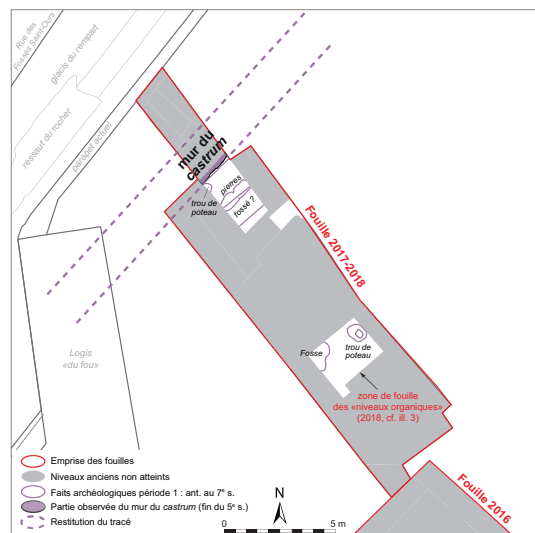 Rue des
Fossés Saint-Ours
glacis du rempart
ressaut du rocher
parapet actuel
mur du
castrum
trou de
poteau
pierres
fossé ?
Fouille 2017-2018
Logis
«du fou»
Fosse
trou de
poteau
zone de fouille
des «niveaux organiques»
(2018, cf. ill. 3)
Fouille 2016
Emprise des fouilles
Niveaux anciens non atteints
Faits archéologiques période 1 : ant. au 7e s.
Partie observée du mur du castrum (fin du 5e s.)
Restitution du tracé
N
0 5 m